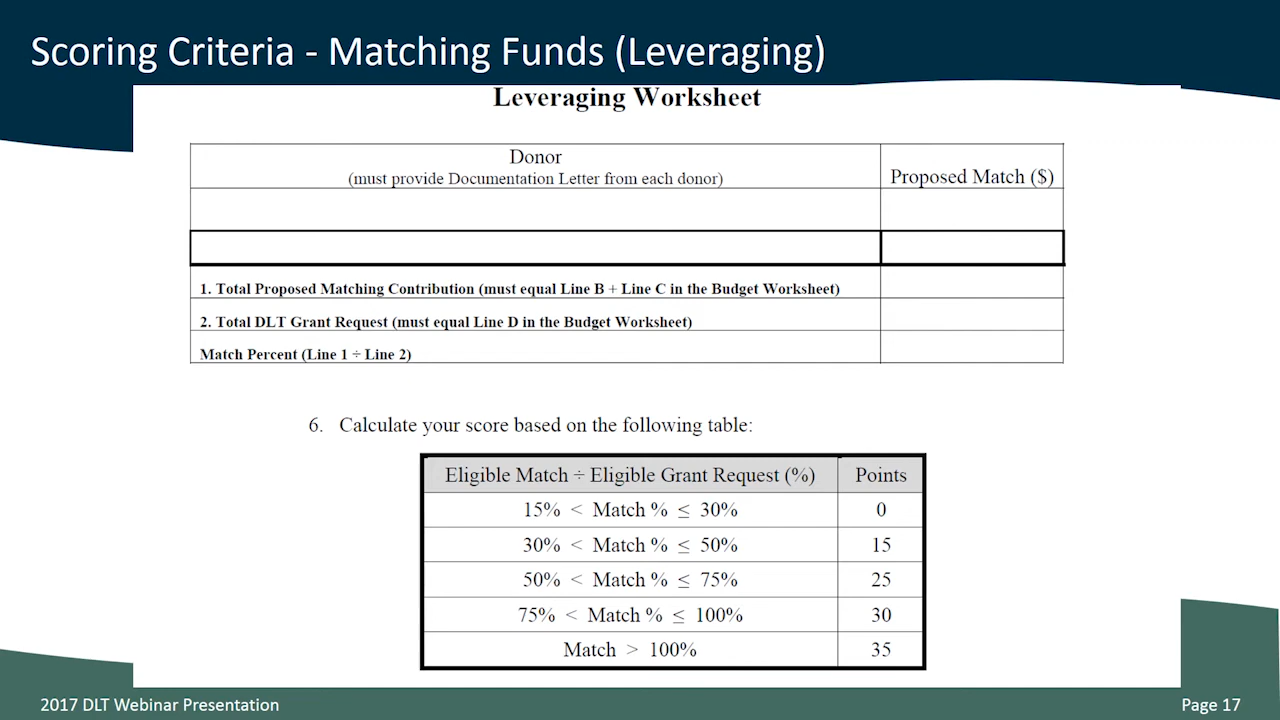 Scoring Criteria - Matching Funds (Leveraging)
Leveraging Worksheet
Donor
(must provide Documentation Letter from each donor)
Proposed Match ($)
1. Total Proposed Matching Contribution (must equal Line B + Line C in the Budget Worksheet)
2. Total DLT Grant Request (must equal Line D in the Budget Worksheet)
Match Percent (Line 1 ÷ Line 2)
6. Calculate your score based on the following table:
Eligible Match ÷ Eligible Grant Request (%) Points
15% < Match % ≤ 30% 0
30% < Match % ≤ 50% 15
50% < Match % ≤ 75% 25
75% < Match % ≤ 100% 30
Match > 100% 35
2017 DLT Webinar Presentation
Page 17